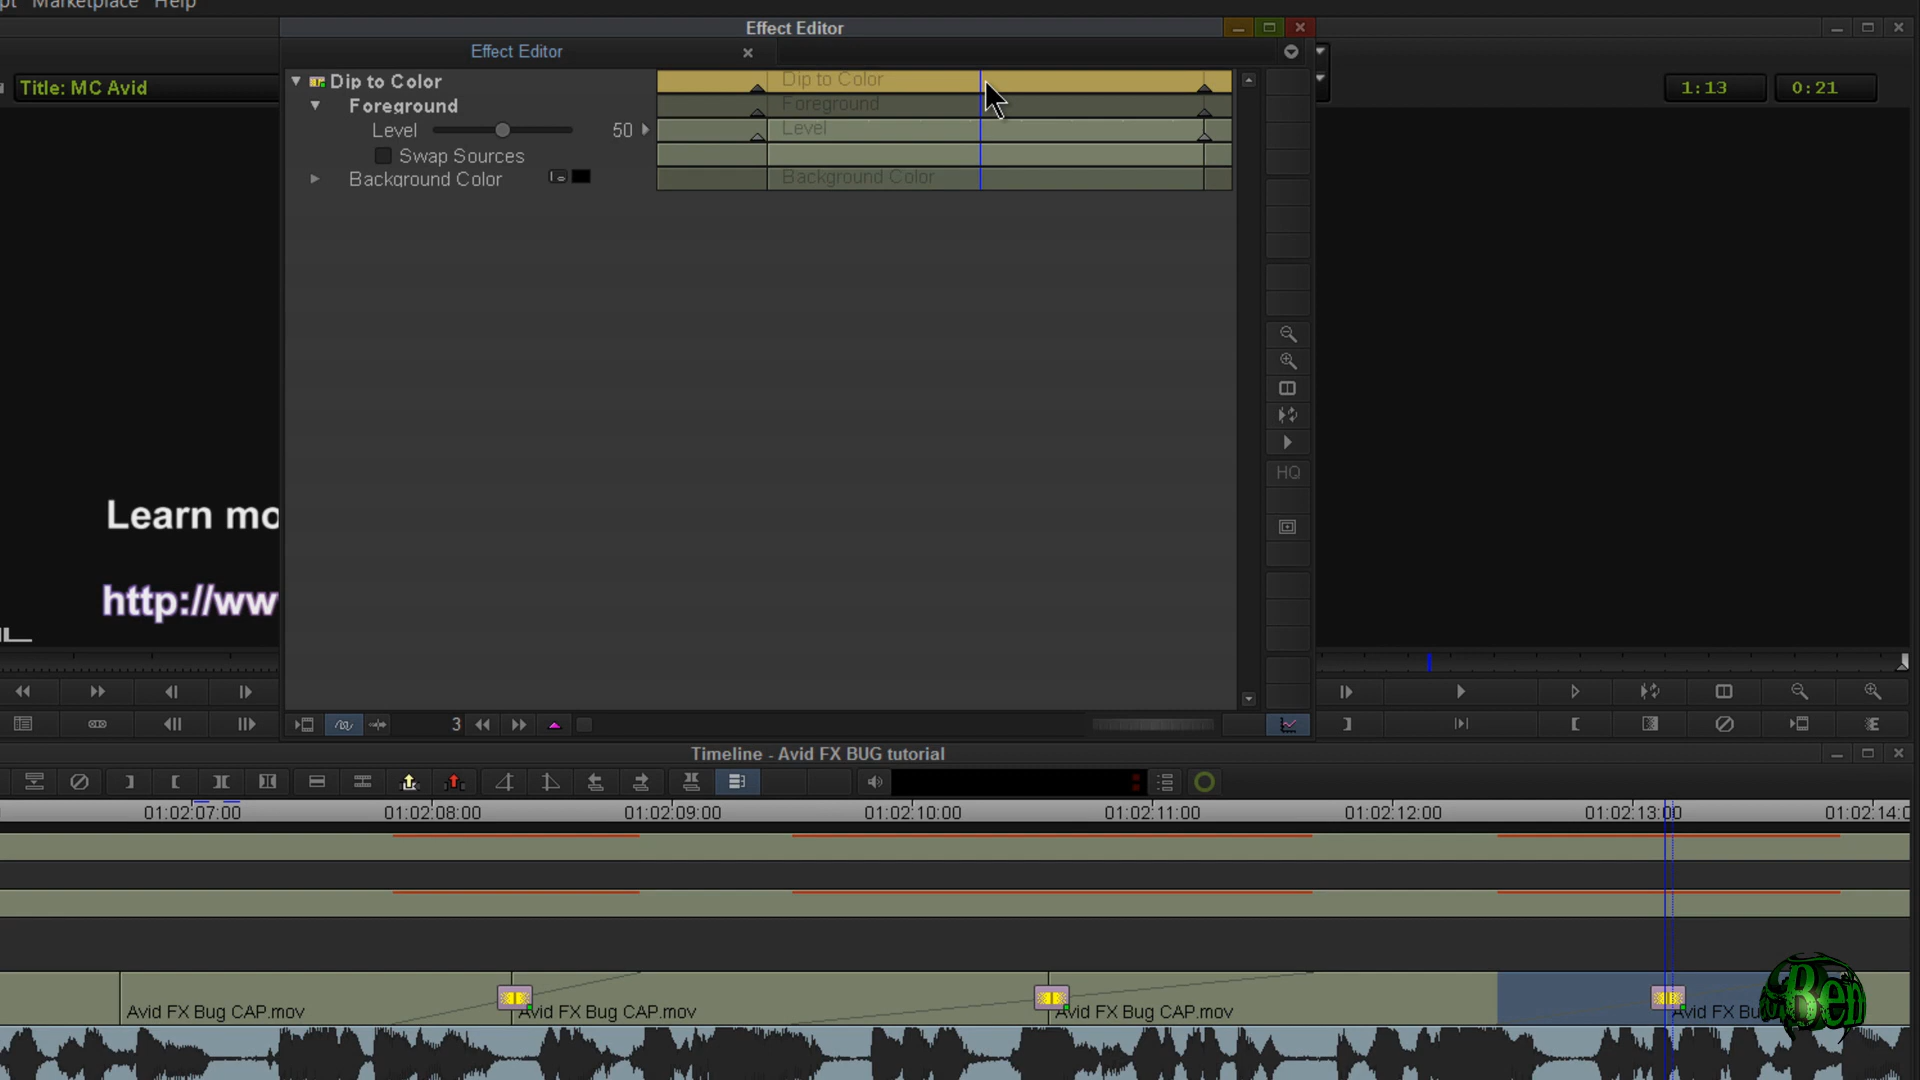 Marketplace Help
Effect Editor
Effect Editor
Title: MC Avid
1:13 0:21
Dip to Color
Dip to Color
Foreground
Foreground
Level 50
Level
Swap Sources
Background Color
Background Color
HQ
Learn mo
http://ww
3
Timeline - Avid FX BUG tutorial
01:02:07:00 01:02:08:00 01:02:09:00 01:02:10:00 01:02:11:00 01:02:12:00 01:02:13:00 01:02:14:0
Avid FX Bug CAP.mov Avid FX Bug CAP.mov Avid FX Bug CAP.mov Avid FX Bu
Ben